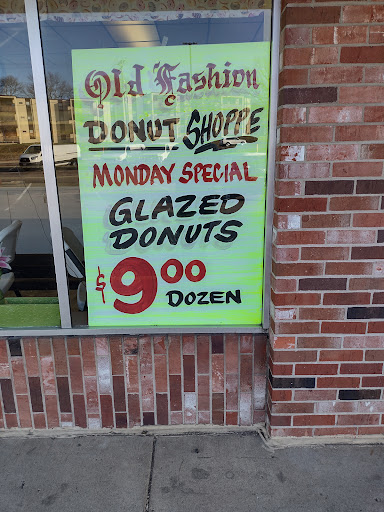 Old Fashion
DONUT SHOPPE
MONDAY SPECIAL
GLAZED
DONUTS
$9.00
DOZEN